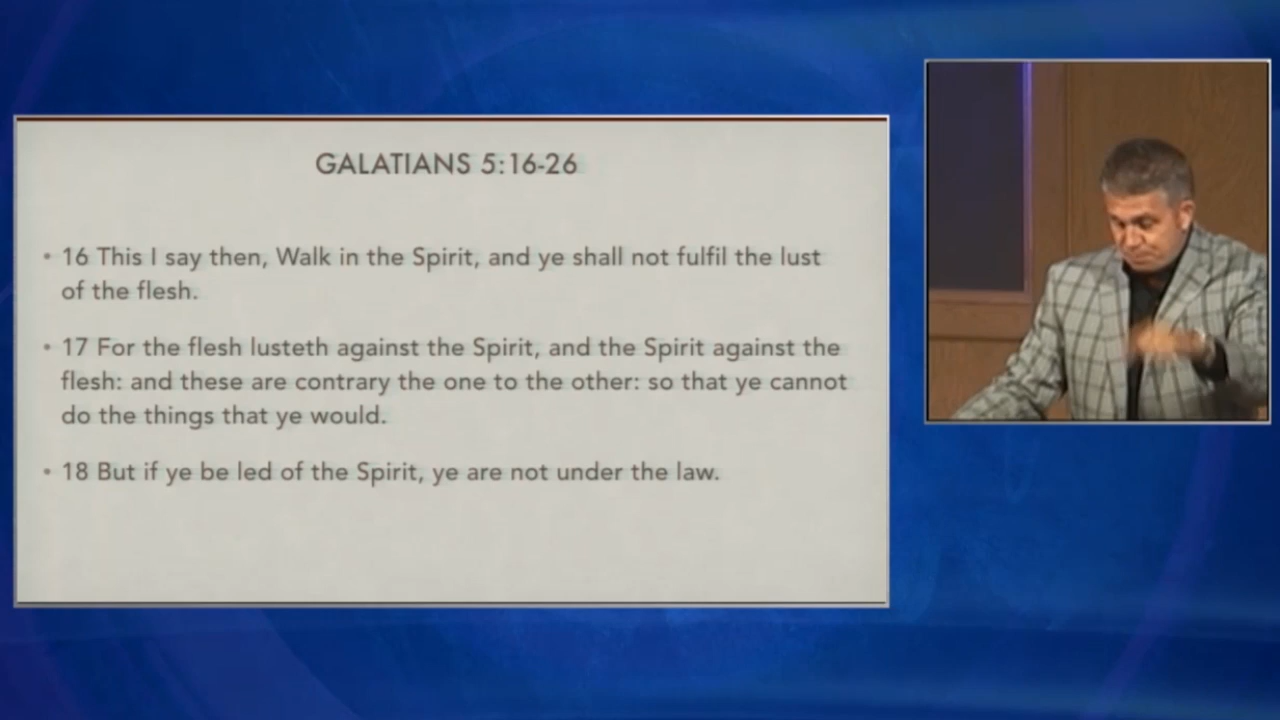 GALATIANS 5:16-26
• 16 This I say then, Walk in the Spirit, and ye shall not fulfil the lust
of the flesh.
• 17 For the flesh lusteth against the Spirit, and the Spirit against the
flesh: and these are contrary the one to the other: so that ye cannot
do the things that ye would.
• 18 But if ye be led of the Spirit, ye are not under the law.